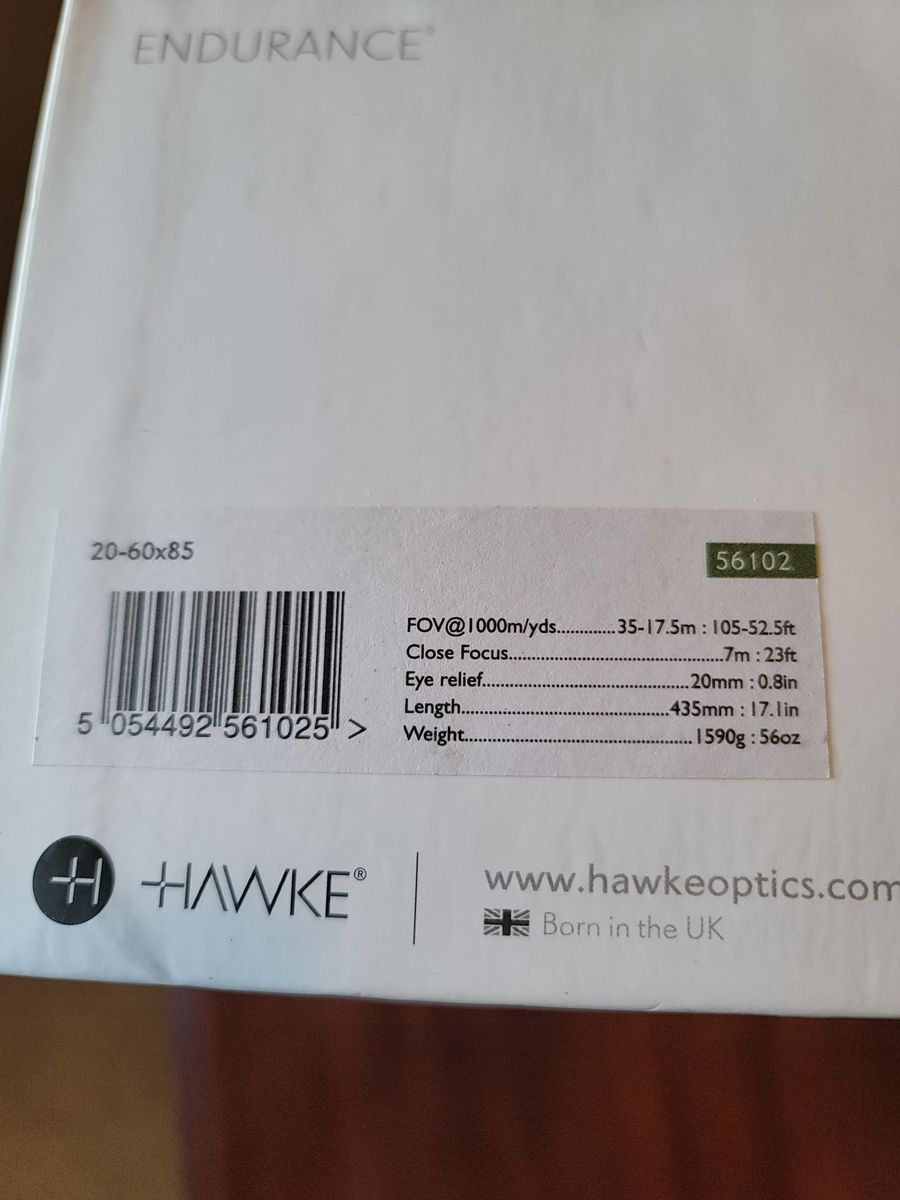 ENDURANCE®
20-60x85
56102
FOV@1000m/yds.............35-17.5m : 105-52.5ft
Close Focus..............................................7m : 23ft
Eye relief.............................................20mm : 0.8in
Length.............................................435mm : 17.1in
Weight.................................................1590g : 56oz
5 054492 561025 >
HAWKE®
www.hawkeoptics.com
Born in the UK